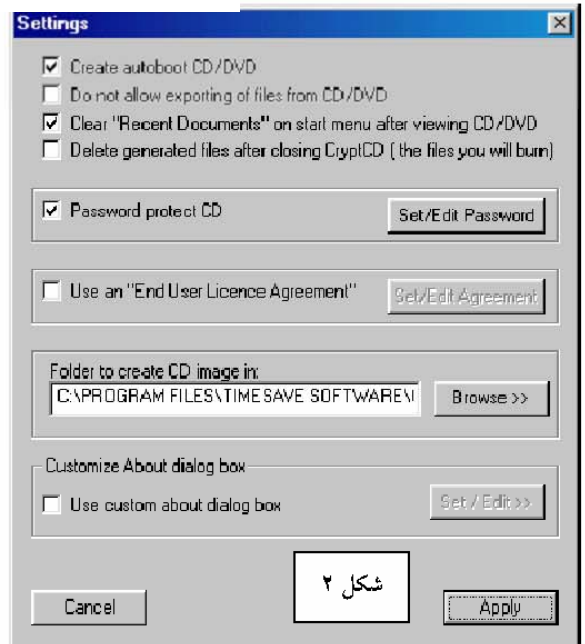 Settings
Create autoboot CD/DVD
Do not allow exporting of files from CD/DVD
Clear "Recent Documents" on start menu after viewing CD/DVD
Delete generated files after closing CryptCD ( the files you will burn)
Password protect CD
Set/Edit Password
Use an "End User Licence Agreement"
Set/Edit Agreement
Folder to create CD image in:
C:\PROGRAM FILES\TIMESAVE SOFTWARE\
Browse >>
Customize About dialog box
Use custom about dialog box
Set / Edit >>
شکل ۲
Cancel
Apply